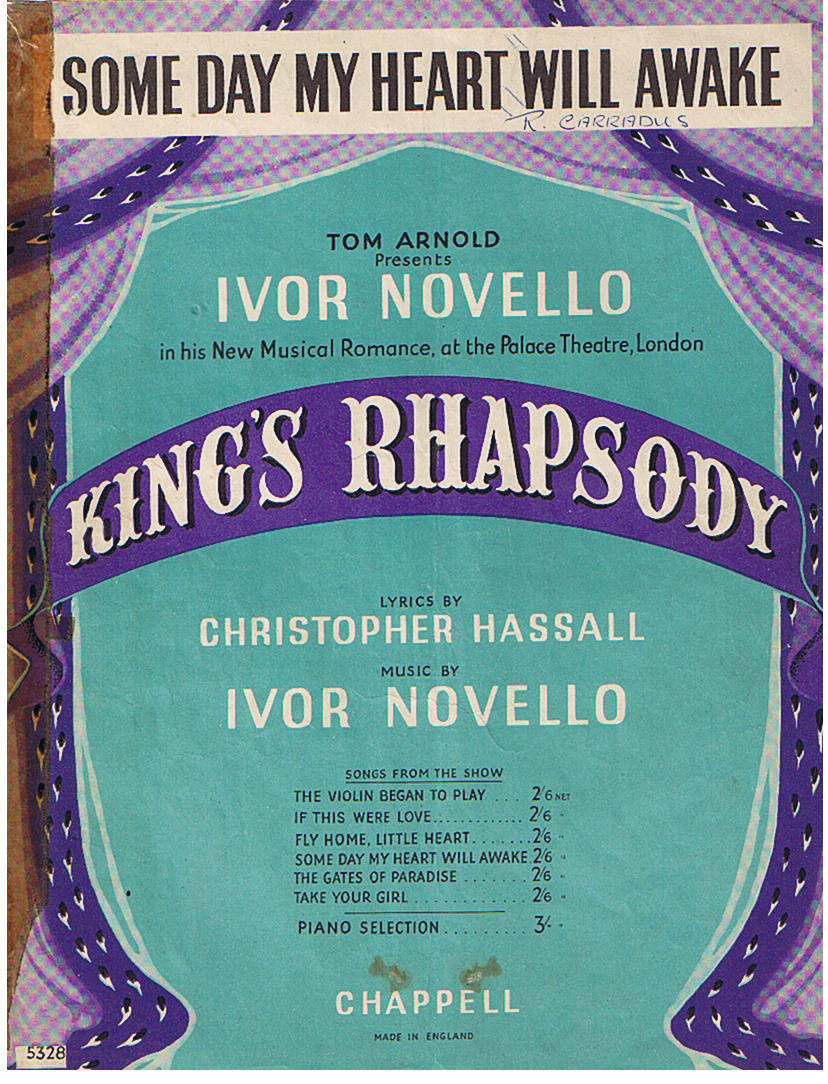 SOME DAY MY HEART WILL AWAKE
R. CARRIADUS
TOM ARNOLD
Presents
IVOR NOVELLO
in his New Musical Romance, at the Palace Theatre, London
KING'S RHAPSODY
LYRICS BY
CHRISTOPHER HASSALL
MUSIC BY
IVOR NOVELLO
SONGS FROM THE SHOW
THE VIOLIN BEGAN TO PLAY . . . 2/6 NET
IF THIS WERE LOVE . . . . . . . . . . . . 2/6 "
FLY HOME, LITTLE HEART . . . . . . . 2/6 "
SOME DAY MY HEART WILL AWAKE . 2/6 "
THE GATES OF PARADISE . . . . . . . 2/6 "
TAKE YOUR GIRL . . . . . . . . . . . . . 2/6 "
PIANO SELECTION . . . . . . . . . 3/- "
CHAPPELL
MADE IN ENGLAND
5328